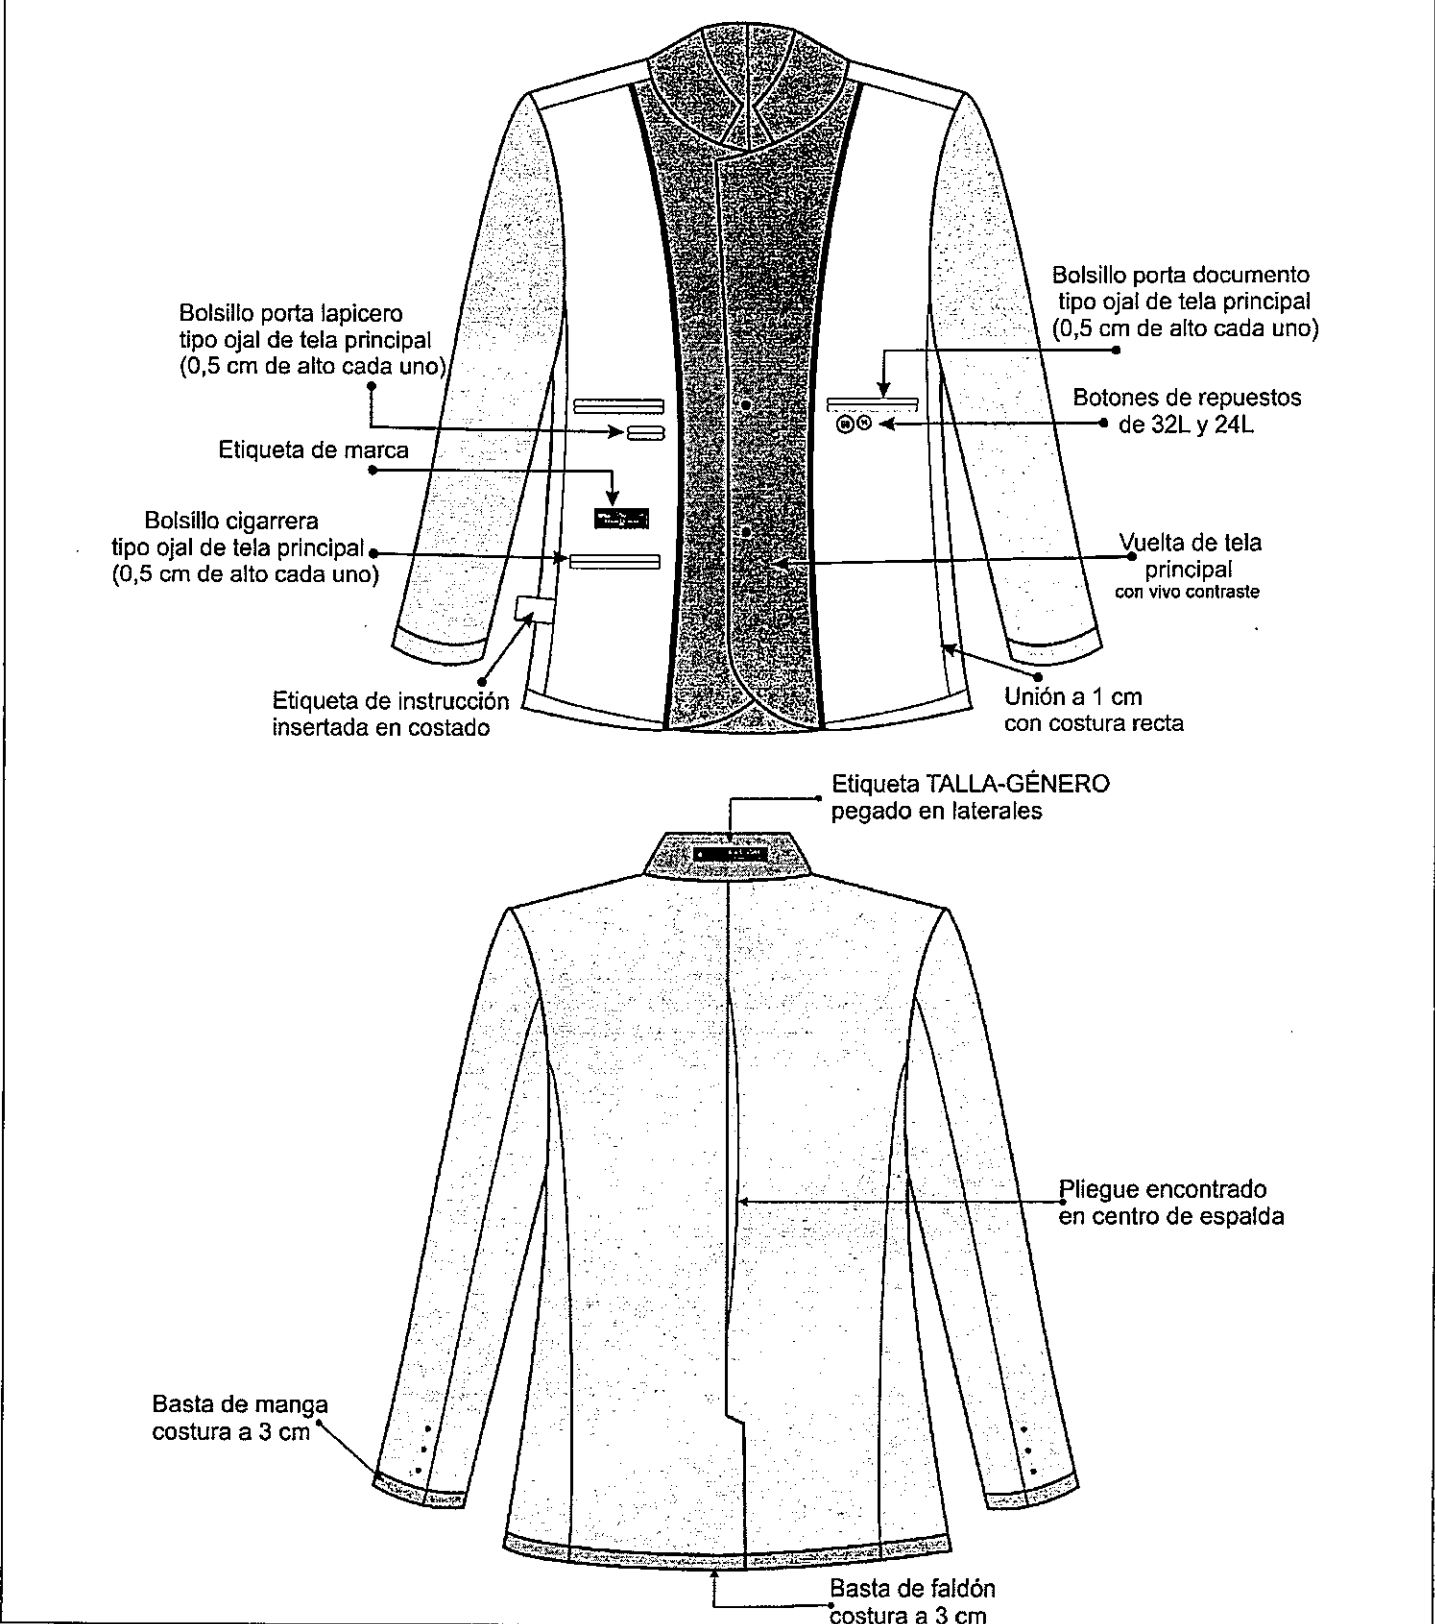 Bolsillo porta documento
tipo ojal de tela principal
(0,5 cm de alto cada uno)
Bolsillo porta lapicero
tipo ojal de tela principal
(0,5 cm de alto cada uno)
Botones de repuestos
de 32L y 24L
Etiqueta de marca
Bolsillo cigarrera
tipo ojal de tela principal
(0,5 cm de alto cada uno)
Vuelta de tela
principal
con vivo contraste
Etiqueta de instrucción
insertada en costado
Unión a 1 cm
con costura recta
Etiqueta TALLA-GÉNERO
pegado en laterales
Pliegue encontrado
en centro de espalda
Basta de manga
costura a 3 cm
Basta de faldón
costura a 3 cm